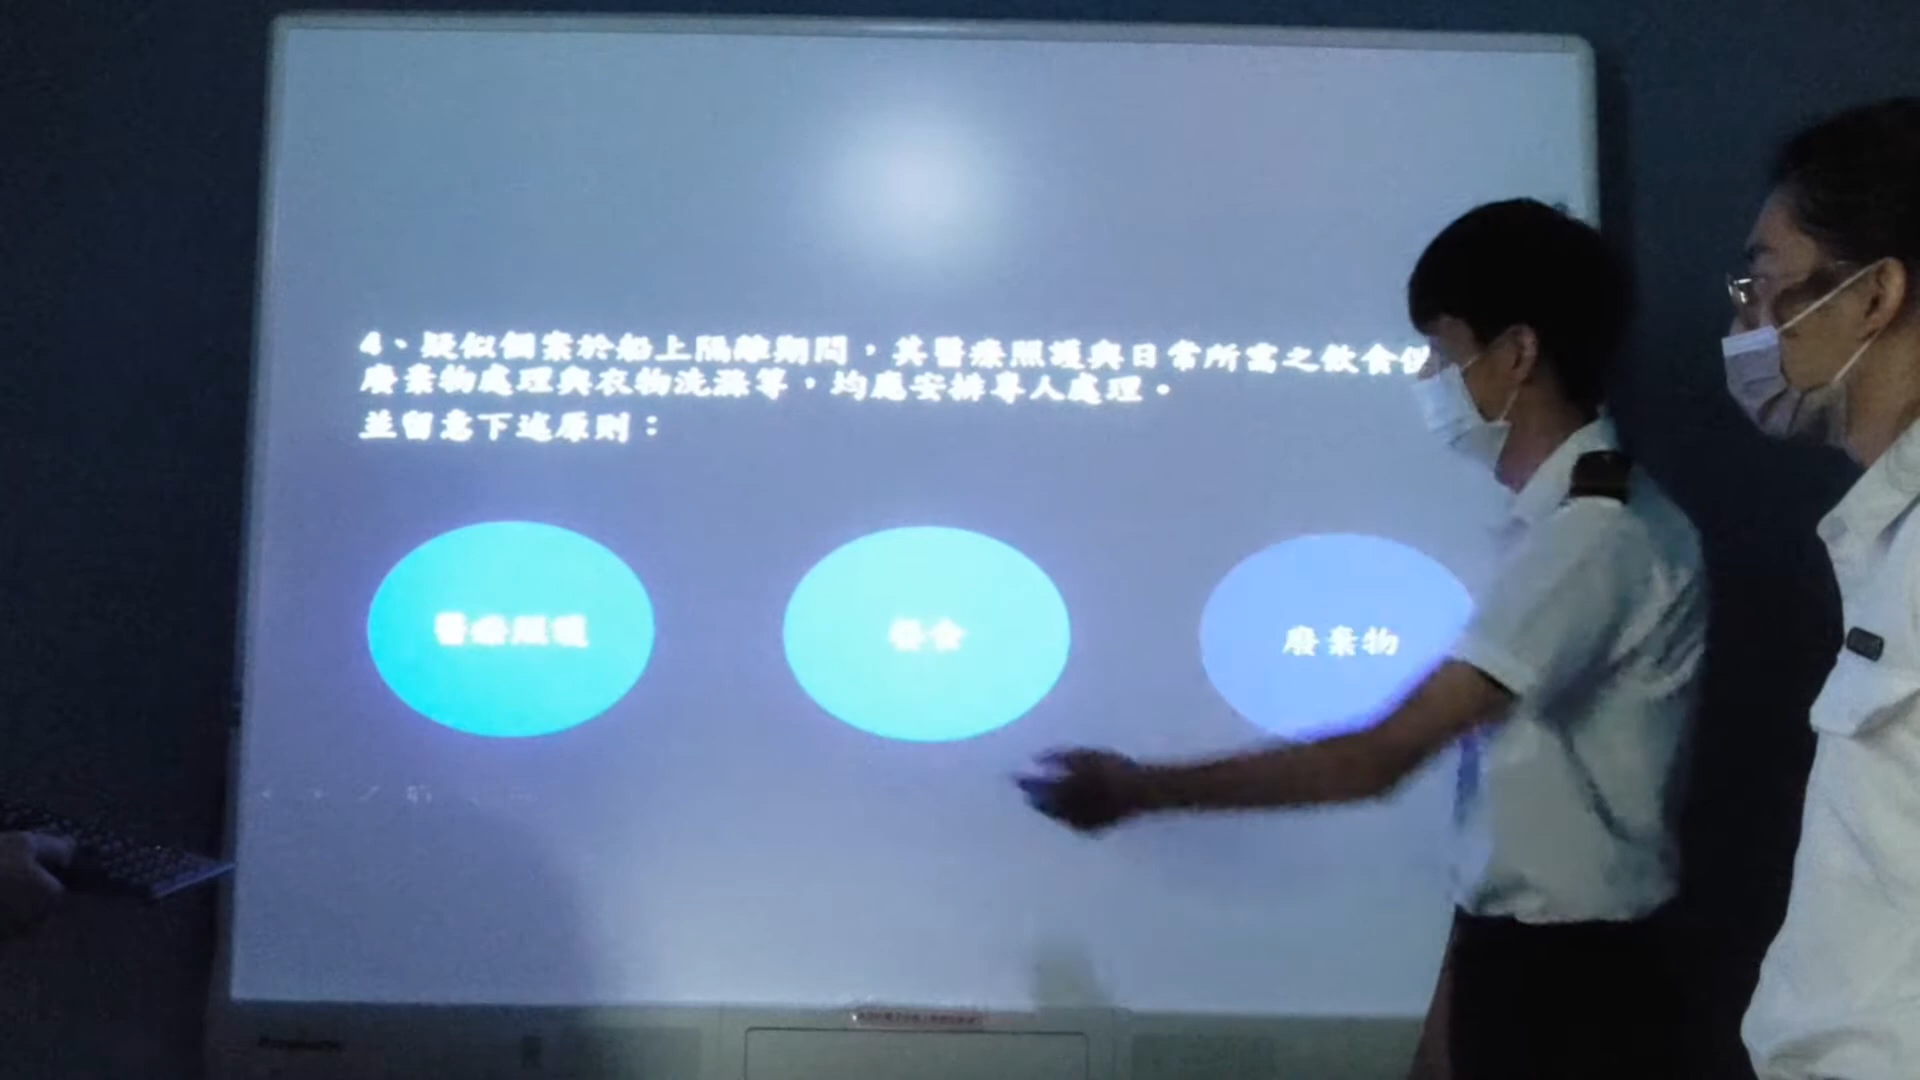 4、疑似個案於船上隔離期間，其醫療照護與日常所需之飲食供
廢棄物處理與衣物洗滌等，均應安排專人處理。
並留意下述原則：
醫療照護
餐食
廢棄物